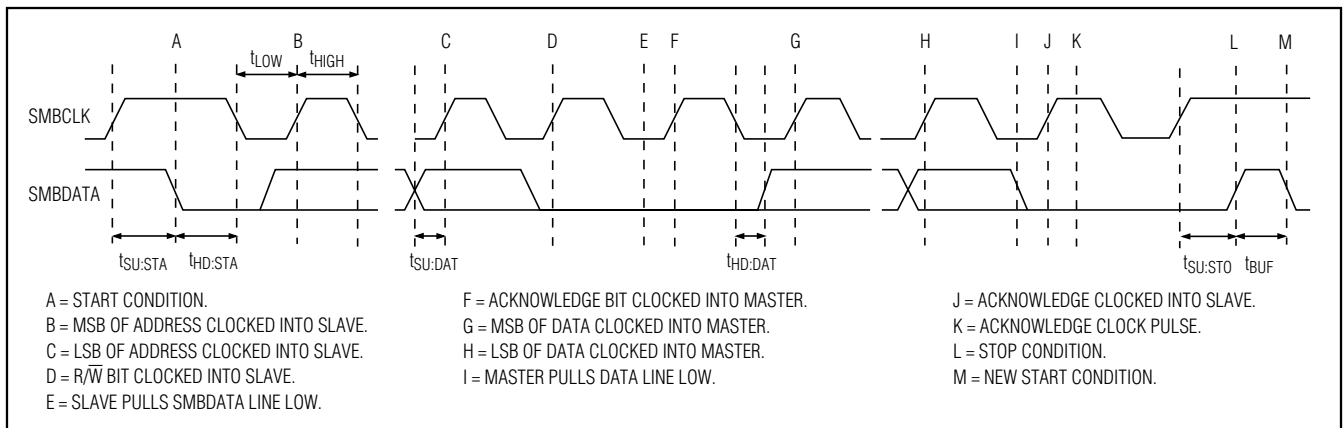 A B C D E F G H I J K L M
tLOW tHIGH
SMBCLK
SMBDATA
tSU:STA tHD:STA tSU:DAT tHD:DAT tSU:STO tBUF
A = START CONDITION.
B = MSB OF ADDRESS CLOCKED INTO SLAVE.
C = LSB OF ADDRESS CLOCKED INTO SLAVE.
D = R/W̅ BIT CLOCKED INTO SLAVE.
E = SLAVE PULLS SMBDATA LINE LOW.
F = ACKNOWLEDGE BIT CLOCKED INTO MASTER.
G = MSB OF DATA CLOCKED INTO MASTER.
H = LSB OF DATA CLOCKED INTO MASTER.
I = MASTER PULLS DATA LINE LOW.
J = ACKNOWLEDGE CLOCKED INTO SLAVE.
K = ACKNOWLEDGE CLOCK PULSE.
L = STOP CONDITION.
M = NEW START CONDITION.